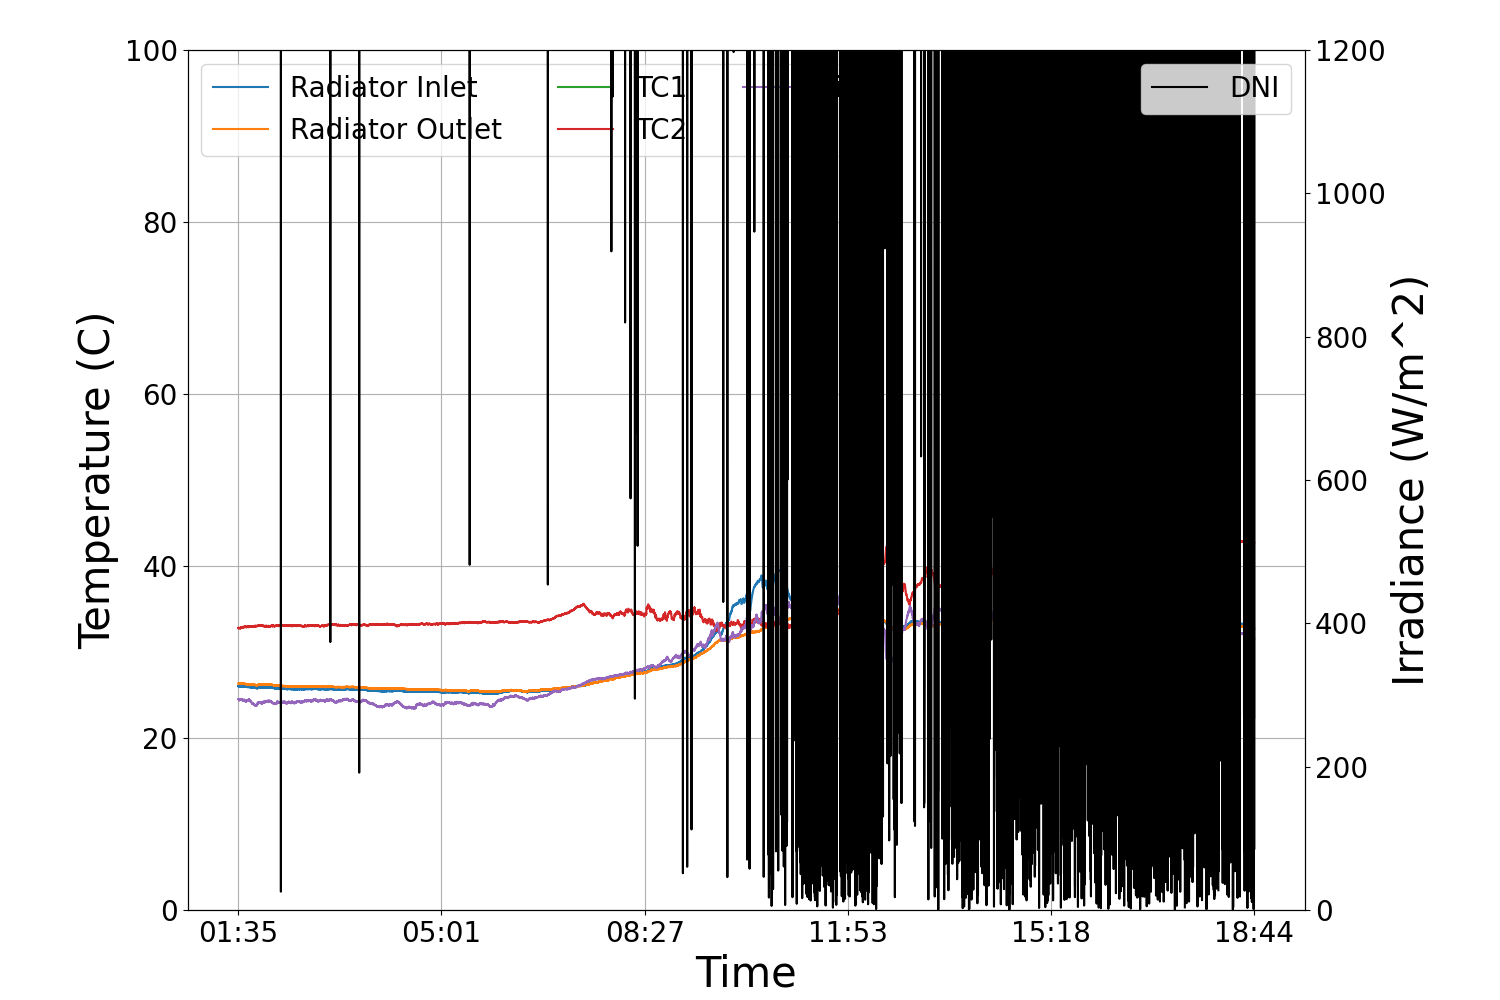 100
80
60
40
20
0
Temperature (C)
Radiator Inlet
Radiator Outlet
TC1
TC2
DNI
1200
1000
800
600
400
200
0
Irradiance (W/m^2)
01:35 05:01 08:27 11:53 15:18 18:44
Time